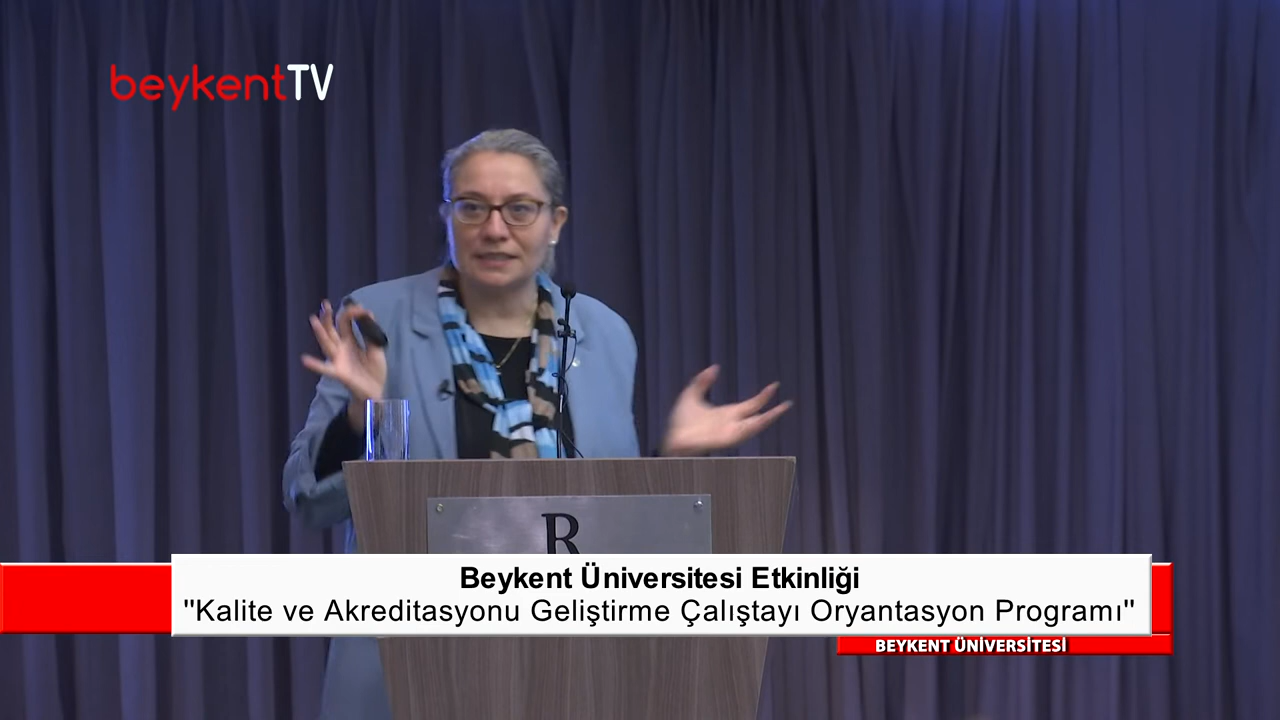 beykentTV
R
Beykent Üniversitesi Etkinliği
"Kalite ve Akreditasyonu Geliştirme Çalıştayı Oryantasyon Programı"
BEYKENT ÜNİVERSİTESİ